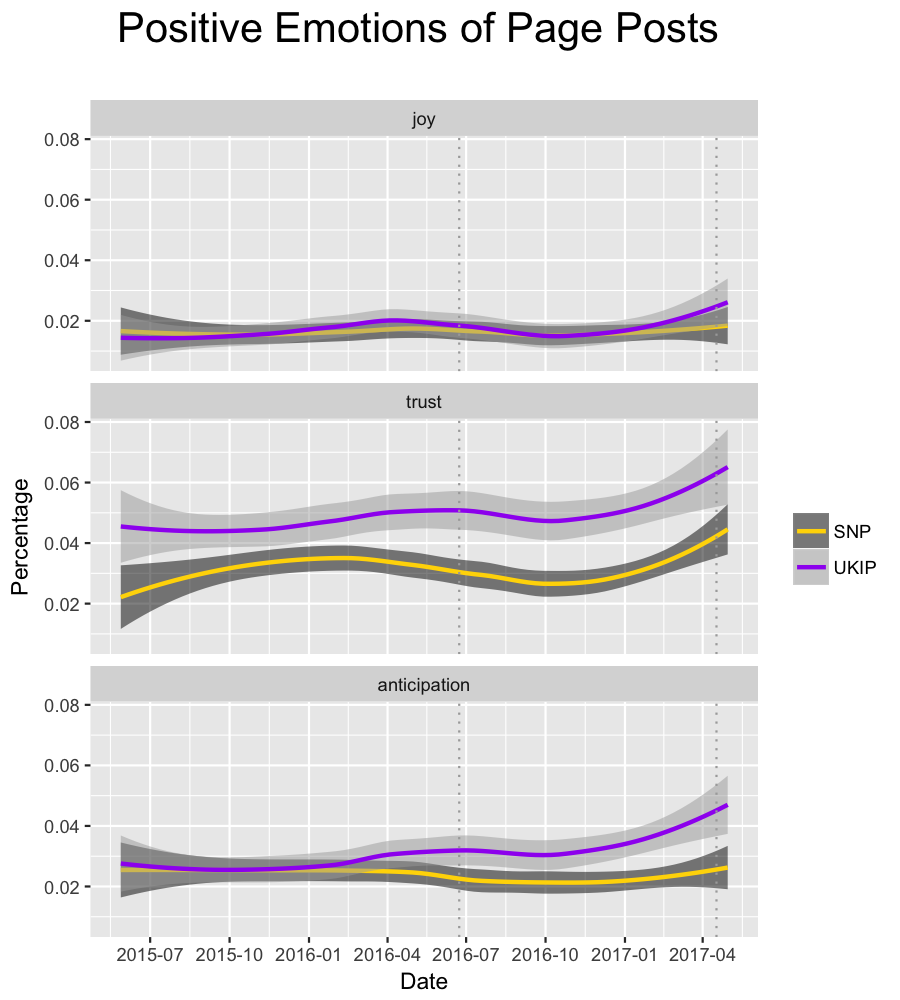 Positive Emotions of Page Posts
joy
0.08
0.06
0.04
0.02
trust
0.08
0.06
0.04
0.02
anticipation
0.08
0.06
0.04
0.02
2015-07 2015-10 2016-01 2016-04 2016-07 2016-10 2017-01 2017-04
Date
Percentage
SNP
UKIP